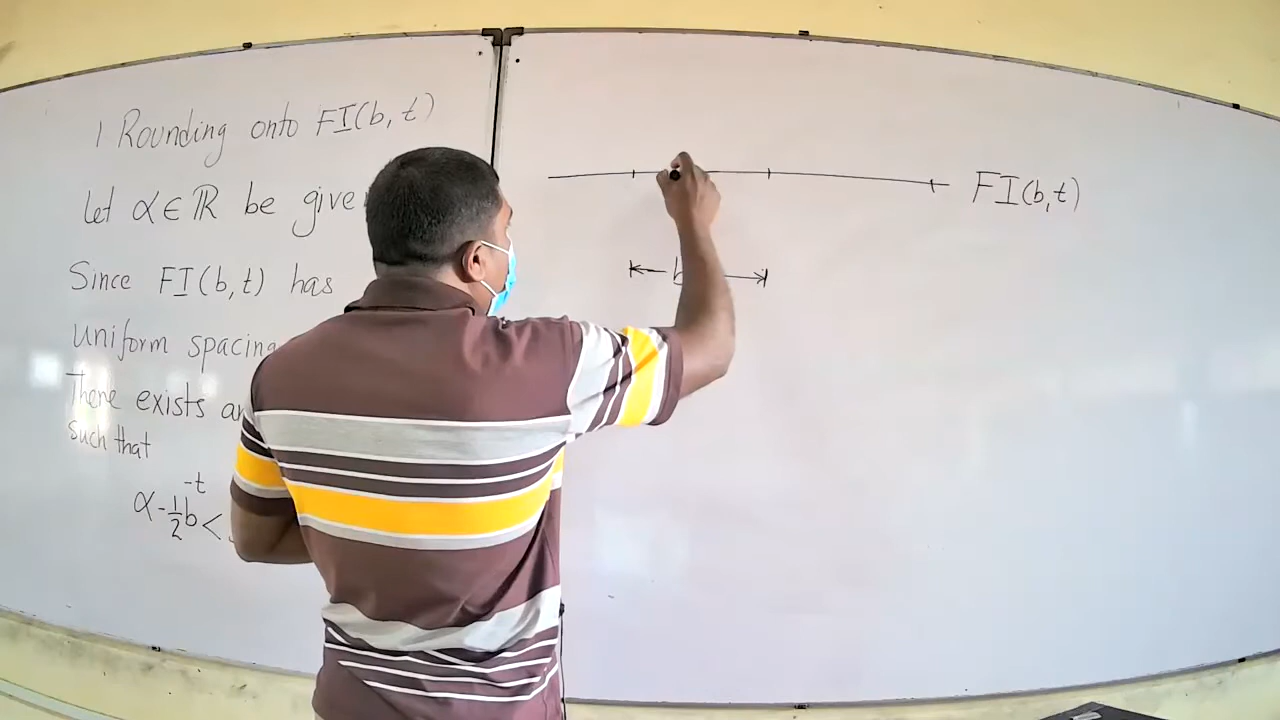 1 Rounding onto FI(b, t)
let α ∈ ℝ be give
Since FI(b, t) has
uniform spacing
There exists an
such that
α - 1/2 b^-t <
FI(b, t)
b